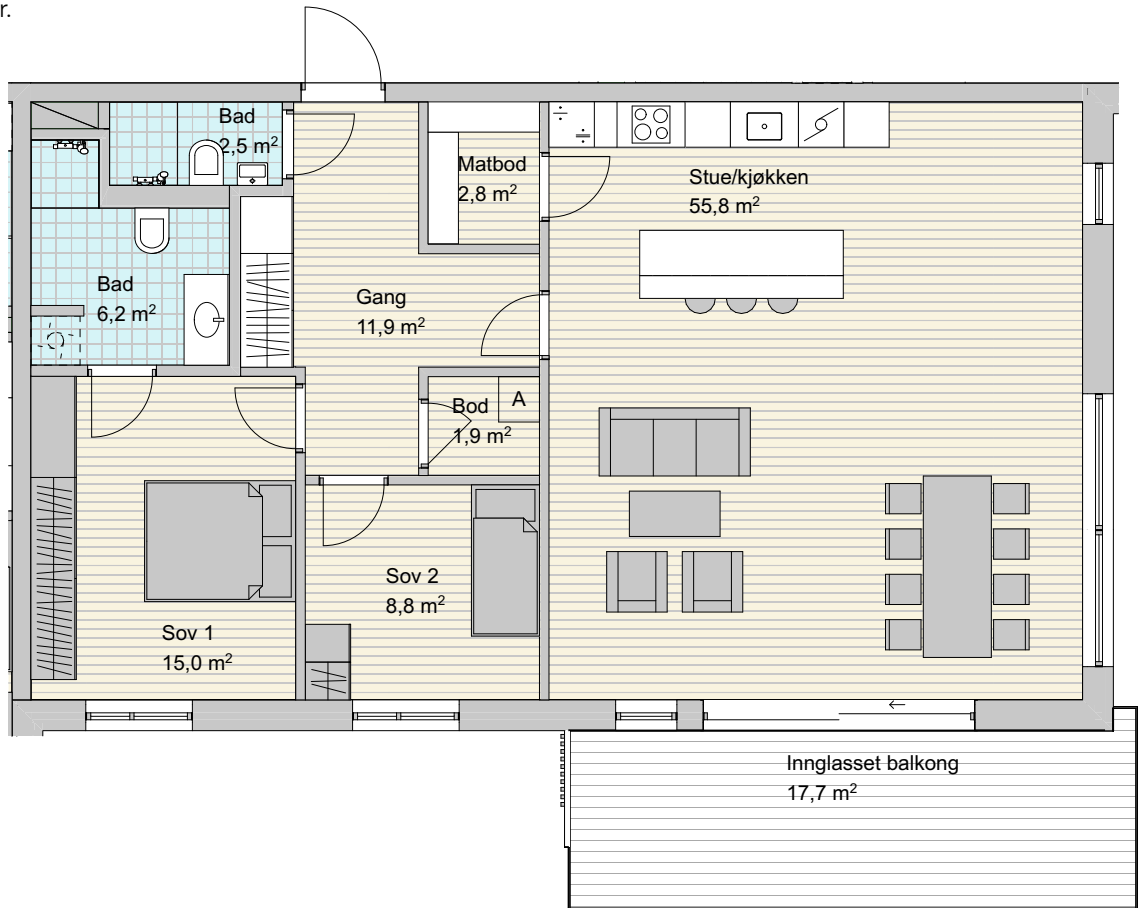 r.
Bad
2,5 m²
Matbod
2,8 m²
Stue/kjøkken
55,8 m²
Bad
6,2 m²
Gang
11,9 m²
Bod
1,9 m²
A
Sov 2
8,8 m²
Sov 1
15,0 m²
Innglasset balkong
17,7 m²